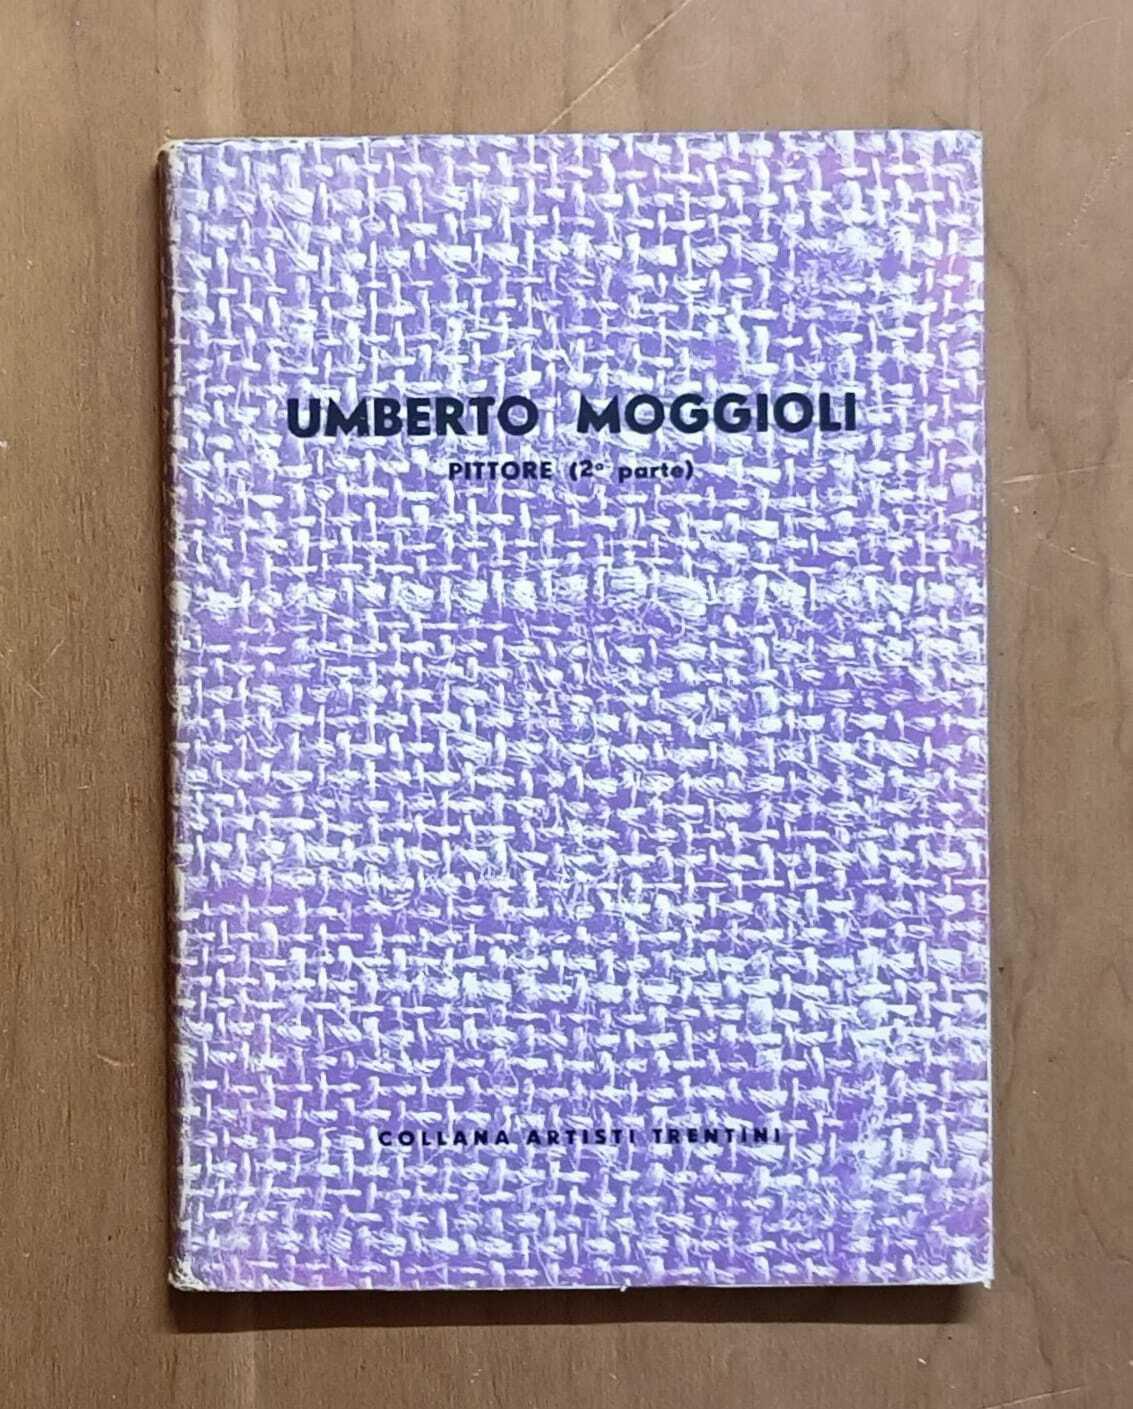 UMBERTO MOGGIOLI
PITTORE (2ª parte)
COLLANA ARTISTI TRENTINI